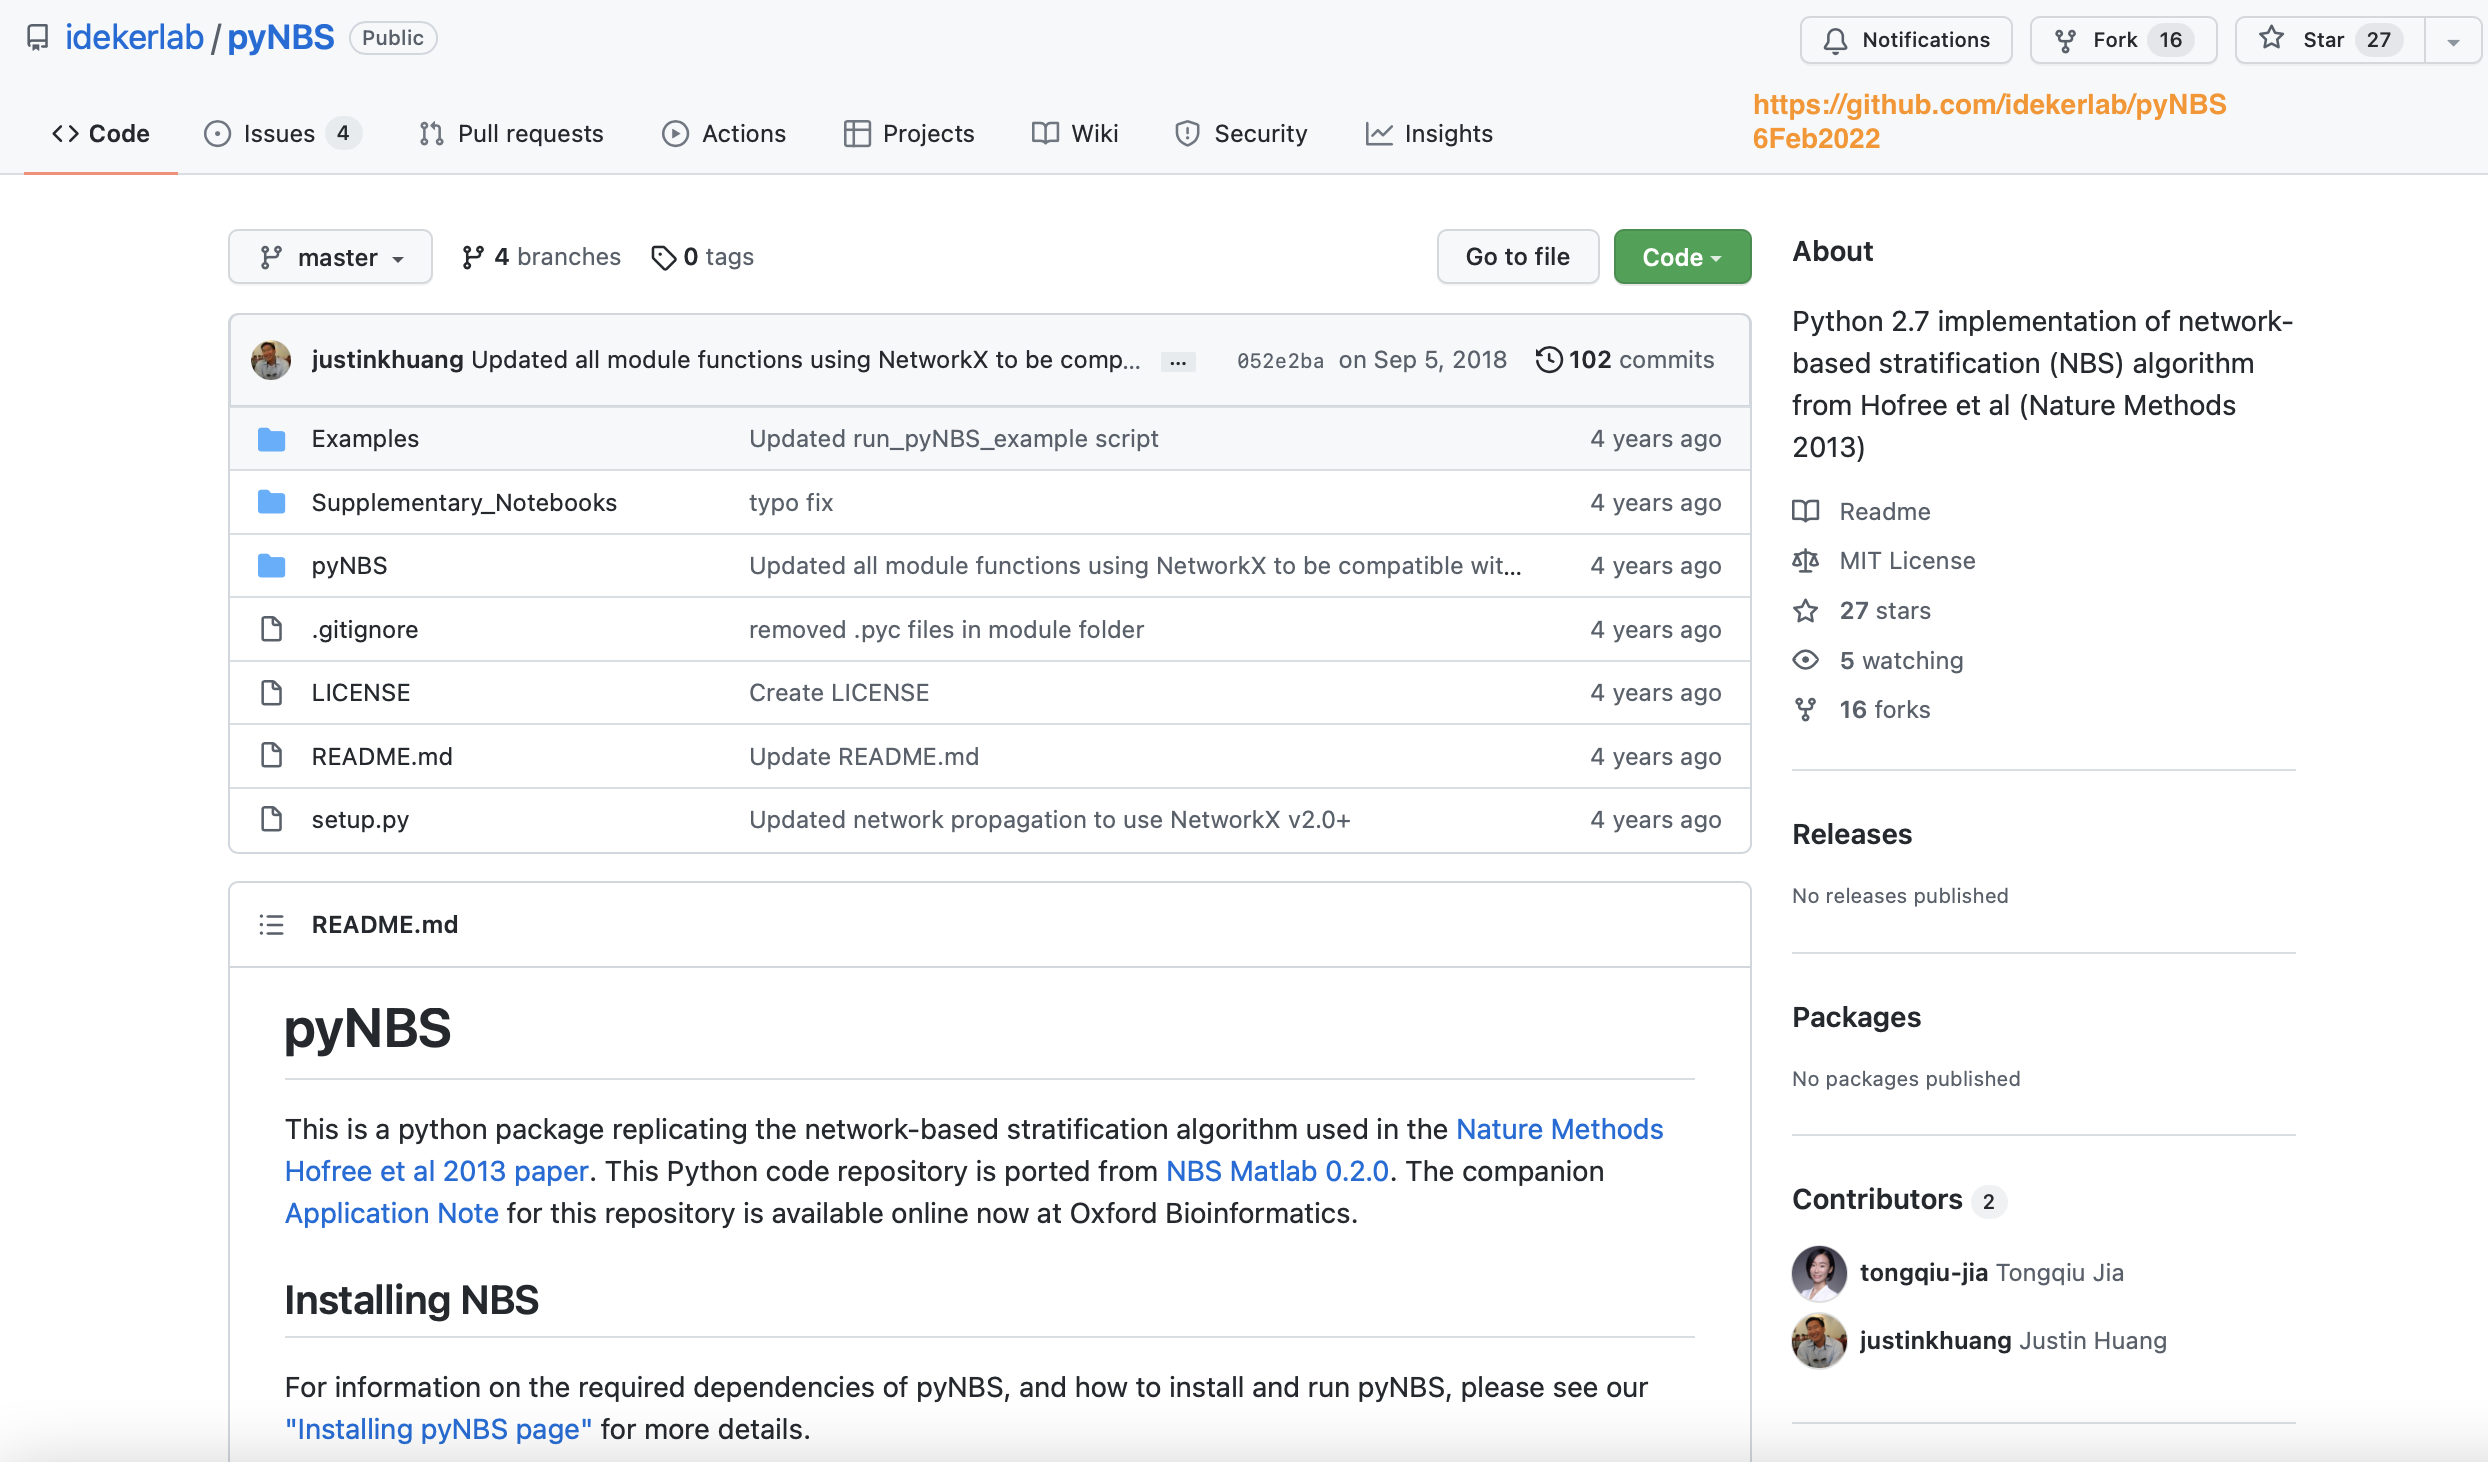 idekerlab / pyNBS Public
Notifications
Fork 16
Star 27
https://github.com/idekerlab/pyNBS
6Feb2022
Code
Issues 4
Pull requests
Actions
Projects
Wiki
Security
Insights
master
4 branches
0 tags
Go to file
Code
justinkhuang Updated all module functions using NetworkX to be comp... ... 052e2ba on Sep 5, 2018 102 commits
Examples Updated run_pyNBS_example script 4 years ago
Supplementary_Notebooks typo fix 4 years ago
pyNBS Updated all module functions using NetworkX to be compatible wit... 4 years ago
.gitignore removed .pyc files in module folder 4 years ago
LICENSE Create LICENSE 4 years ago
README.md Update README.md 4 years ago
setup.py Updated network propagation to use NetworkX v2.0+ 4 years ago
README.md
pyNBS
This is a python package replicating the network-based stratification algorithm used in the Nature Methods
Hofree et al 2013 paper. This Python code repository is ported from NBS Matlab 0.2.0. The companion
Application Note for this repository is available online now at Oxford Bioinformatics.
Installing NBS
For information on the required dependencies of pyNBS, and how to install and run pyNBS, please see our
"Installing pyNBS page" for more details.
About
Python 2.7 implementation of network-
based stratification (NBS) algorithm
from Hofree et al (Nature Methods
2013)
Readme
MIT License
27 stars
5 watching
16 forks
Releases
No releases published
Packages
No packages published
Contributors 2
tongqiu-jia Tongqiu Jia
justinkhuang Justin Huang